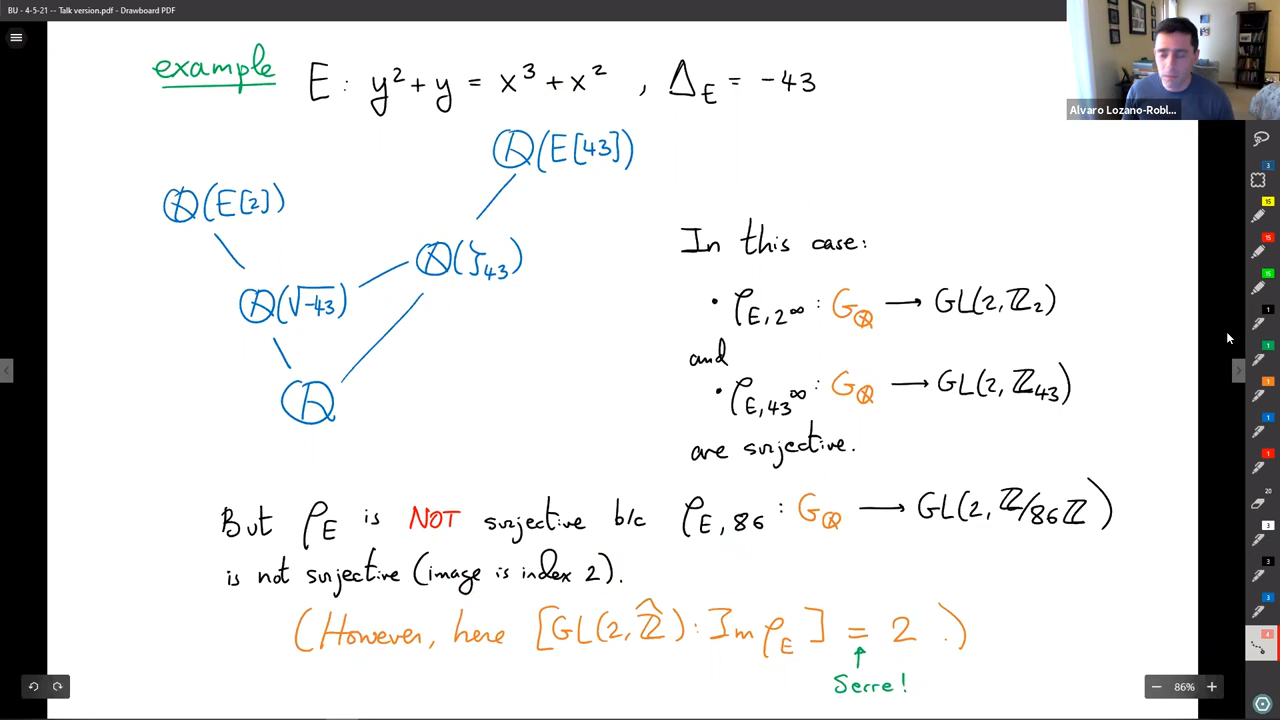 BU - 4-5-21 -- Talk version.pdf - Drawboard PDF
Alvaro Lozano-Robl...
example E: y²+y = x³+x² , Δ_E = -43
ℚ(E[43])
ℚ(E[2])
ℚ(ζ₄₃)
ℚ(√-43)
ℚ
In this case:
• ρ_{E,2^∞} : G_ℚ → GL(2,ℤ₂)
and
• ρ_{E,43^∞} : G_ℚ → GL(2,ℤ₄₃)
are surjective.
But ρ_E is NOT surjective b/c ρ_{E,86} : G_ℚ → GL(2,ℤ/86ℤ)
is not surjective (image is index 2).
(However, here [GL(2,ℤ̂) : Im ρ_E] = 2 .)
↑
Serre!
86%